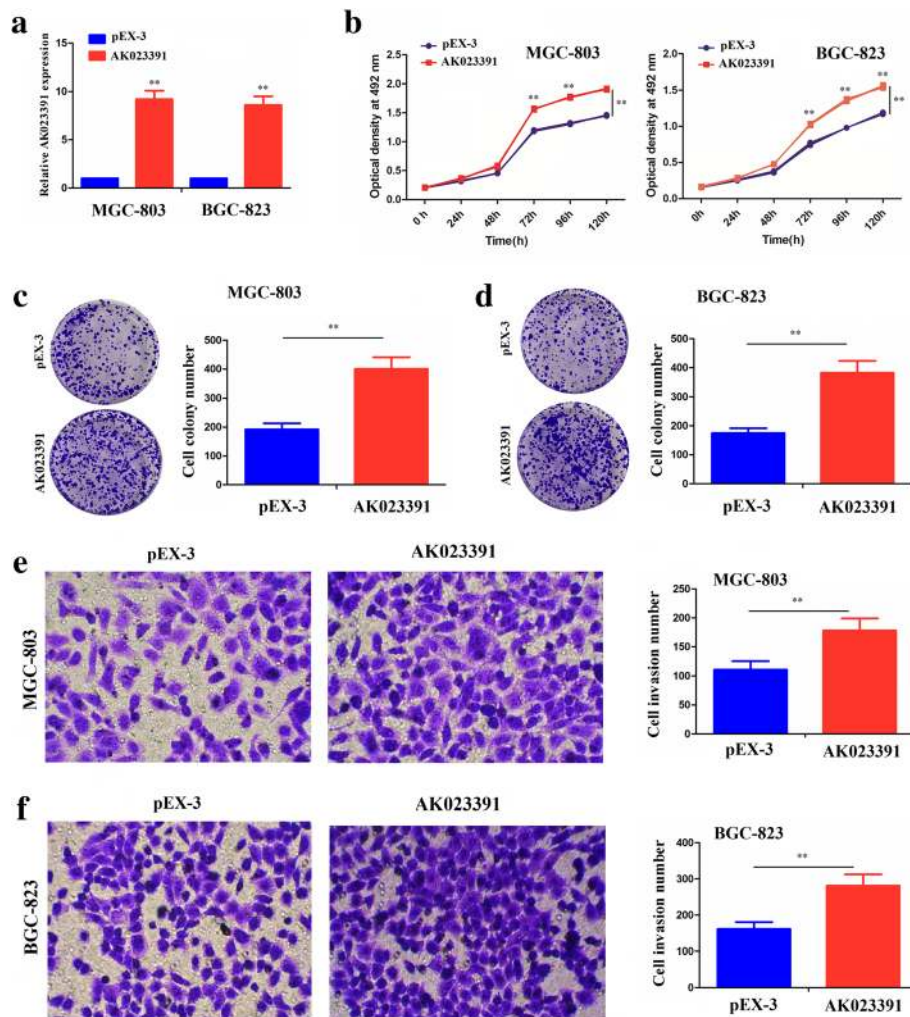 a
pEX-3
AK023391
Relative AK023391 expression
15
10
5
0
**
**
MGC-803
BGC-823
b
pEX-3
AK023391
MGC-803
Optical density at 492 nm
2.5
2.0
1.5
1.0
0.5
0.0
**
**
**
0 h
24h
48h
72h
96h
120h
Time(h)
pEX-3
AK023391
BGC-823
Optical density at 492 nm
2.0
1.5
1.0
0.5
0.0
**
**
**
**
0h
24h
48h
72h
96h
120h
Time(h)
c
MGC-803
pEX-3
AK023391
Cell colony number
500
400
300
200
100
0
**
pEX-3
AK023391
d
BGC-823
pEX-3
AK023391
Cell colony number
500
400
300
200
100
0
**
pEX-3
AK023391
e
pEX-3
AK023391
MGC-803
MGC-803
Cell invasion number
250
200
150
100
50
0
**
pEX-3
AK023391
f
pEX-3
AK023391
BGC-823
BGC-823
Cell invasion number
400
300
200
100
0
**
pEX-3
AK023391